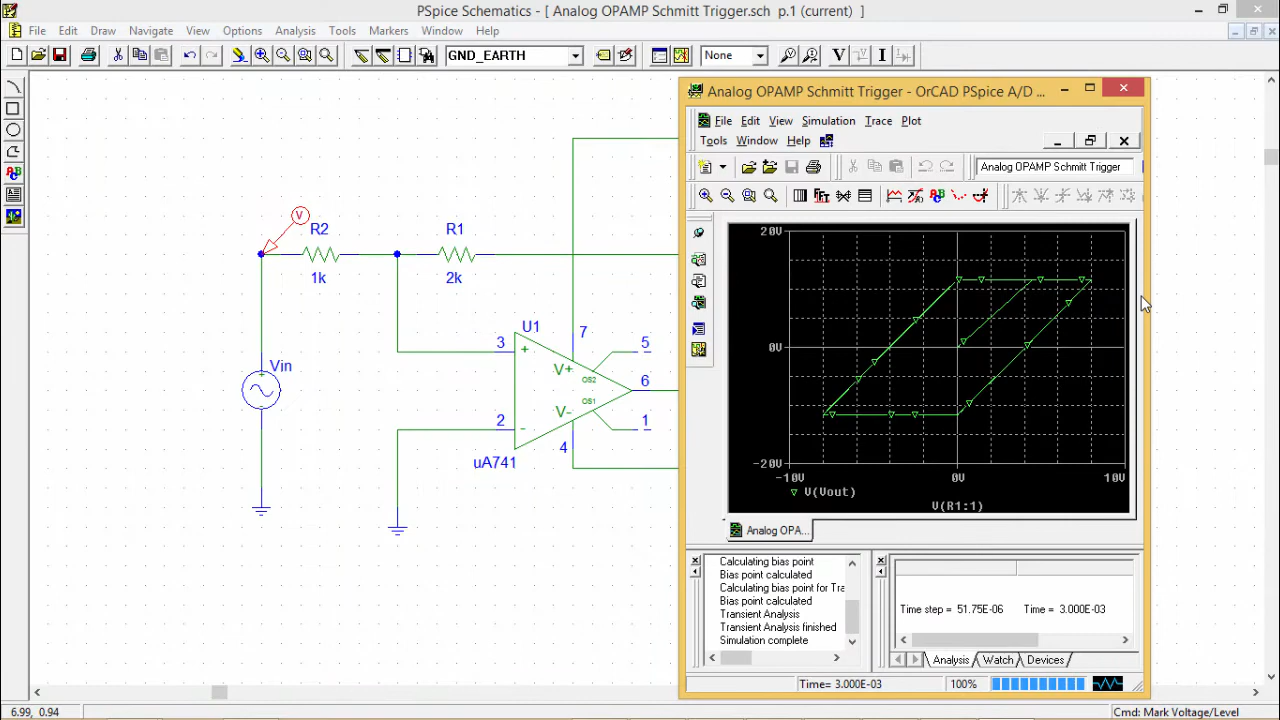 PSpice Schematics - [ Analog OPAMP Schmitt Trigger.sch p.1 (current) ]
File Edit Draw Navigate View Options Analysis Tools Markers Window Help
GND_EARTH
None
V
V
I
V
R2
R1
1k
2k
U1
7
3
+
5
V+
OS2
6
OS1
V-
2
-
1
4
uA741
Vin
Analog OPAMP Schmitt Trigger - OrCAD PSpice A/D ...
File Edit View Simulation Trace Plot
Tools Window Help
Analog OPAMP Schmitt Trigger
20V
0V
-20V
-10V 0V 10V
V(Vout)
V(R1:1)
Analog OPA...
Calculating bias point
Bias point calculated
Calculating bias point for Tra
Bias point calculated
Transient Analysis
Transient Analysis finished
Simulation complete
Time step = 51.75E-06 Time = 3.000E-03
Analysis Watch Devices
Time= 3.000E-03 100%
6.99, 0.94
Cmd: Mark Voltage/Level